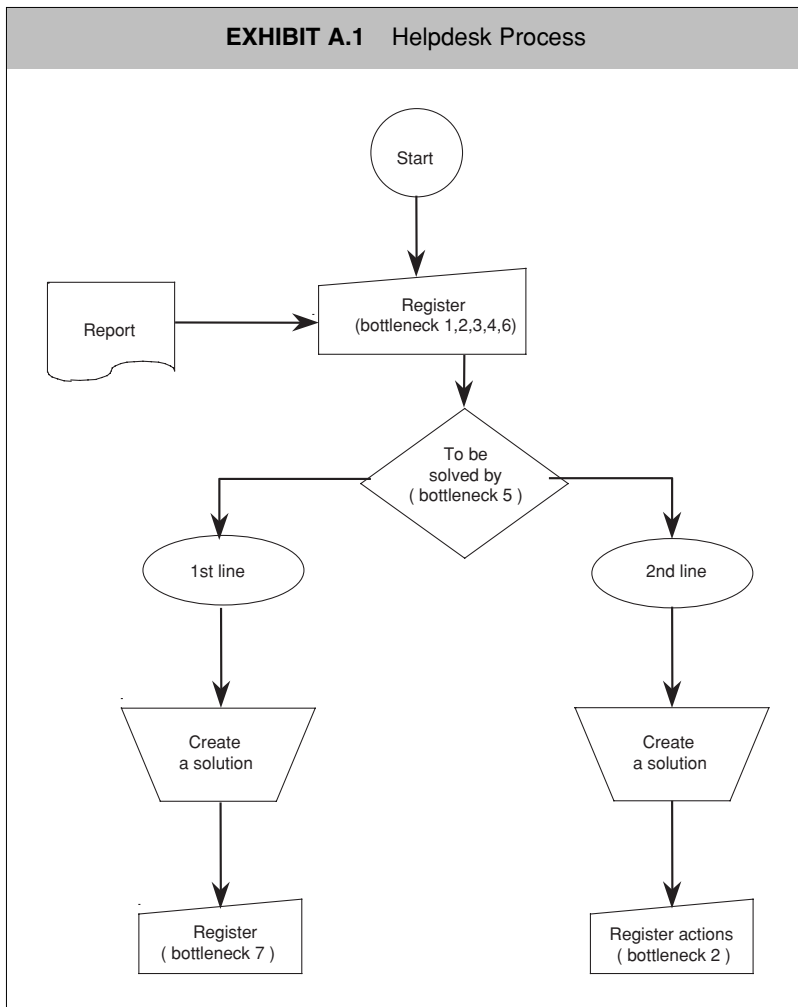 EXHIBIT A.1 Helpdesk Process
Start
Report
Register
(bottleneck 1,2,3,4,6)
To be
solved by
( bottleneck 5 )
1st line
2nd line
Create
a solution
Create
a solution
Register
( bottleneck 7 )
Register actions
( bottleneck 2 )